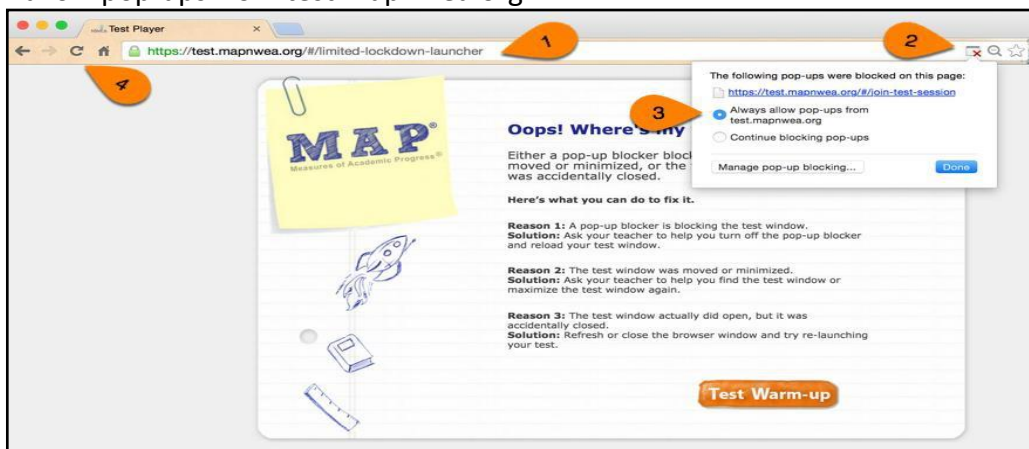 Test Player
https://test.mapnwea.org/#/limited-lockdown-launcher
1
2
3
4
The following pop-ups were blocked on this page:
https://test.mapnwea.org/#/join-test-session
Always allow pop-ups from
test.mapnwea.org
Continue blocking pop-ups
Manage pop-up blocking...
Done
MAP®
Measures of Academic Progress®
Oops! Where's my
Either a pop-up blocker block
moved or minimized, or the
was accidentally closed.
Here's what you can do to fix it.
Reason 1: A pop-up blocker is blocking the test window.
Solution: Ask your teacher to help you turn off the pop-up blocker
and reload your test window.
Reason 2: The test window was moved or minimized.
Solution: Ask your teacher to help you find the test window or
maximize the test window again.
Reason 3: The test window actually did open, but it was
accidentally closed.
Solution: Refresh or close the browser window and try re-launching
your test.
Test Warm-up